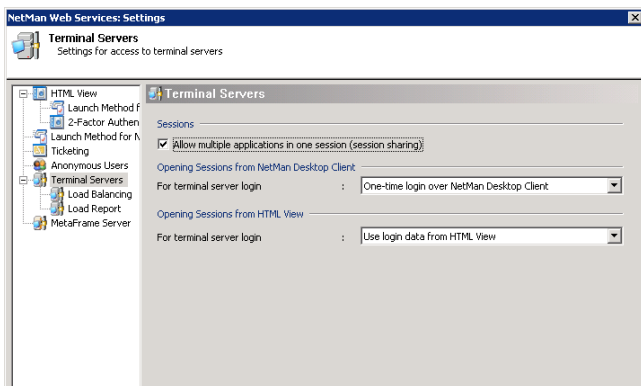 NetMan Web Services: Settings
Terminal Servers
Settings for access to terminal servers
HTML View
Launch Method f
2-Factor Authen
Launch Method for N
Ticketing
Anonymous Users
Terminal Servers
Load Balancing
Load Report
MetaFrame Server
Terminal Servers
Sessions
Allow multiple applications in one session (session sharing)
Opening Sessions from NetMan Desktop Client
For terminal server login : One-time login over NetMan Desktop Client
Opening Sessions from HTML View
For terminal server login : Use login data from HTML View